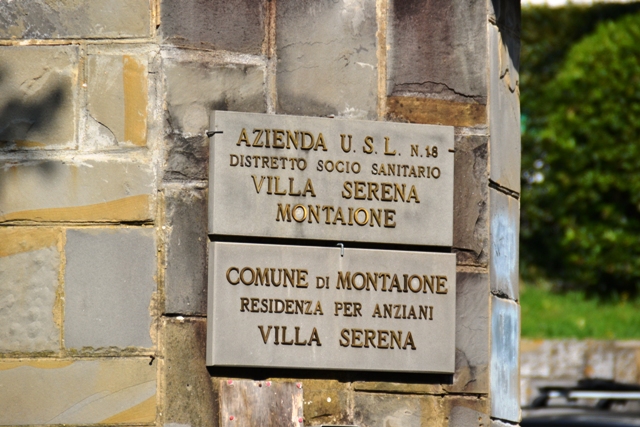 AZIENDA U.S.L. N.18
DISTRETTO SOCIO SANITARIO
VILLA SERENA
MONTAIONE
COMUNE DI MONTAIONE
RESIDENZA PER ANZIANI
VILLA SERENA